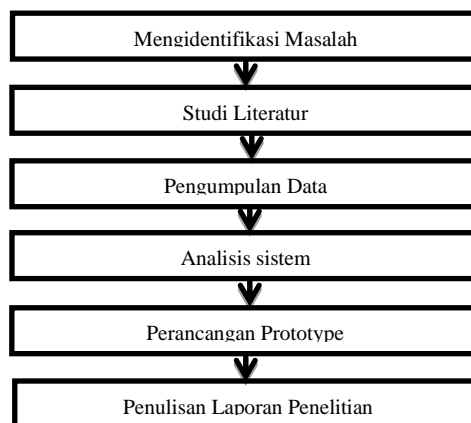 Mengidentifikasi Masalah
Studi Literatur
Pengumpulan Data
Analisis sistem
Perancangan Prototype
Penulisan Laporan Penelitian